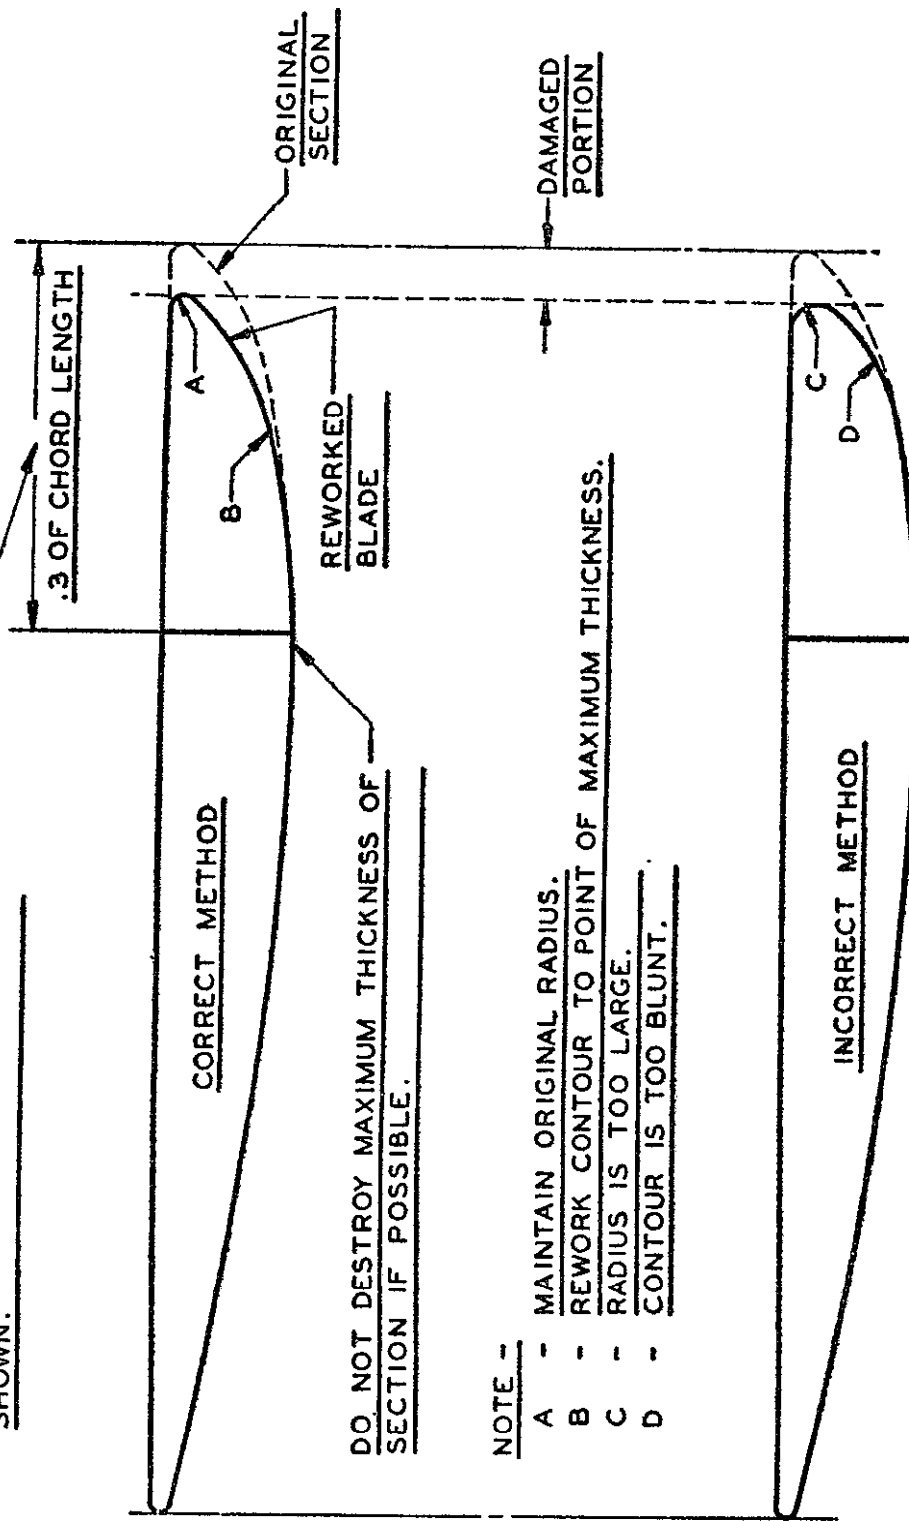 SHOWN.
.3 OF CHORD LENGTH
ORIGINAL
SECTION
CORRECT METHOD
A
B
REWORKED
BLADE
DO NOT DESTROY MAXIMUM THICKNESS OF
SECTION IF POSSIBLE.
DAMAGED
PORTION
NOTE -
A - MAINTAIN ORIGINAL RADIUS.
B - REWORK CONTOUR TO POINT OF MAXIMUM THICKNESS.
C - RADIUS IS TOO LARGE.
D - CONTOUR IS TOO BLUNT.
C
D
INCORRECT METHOD